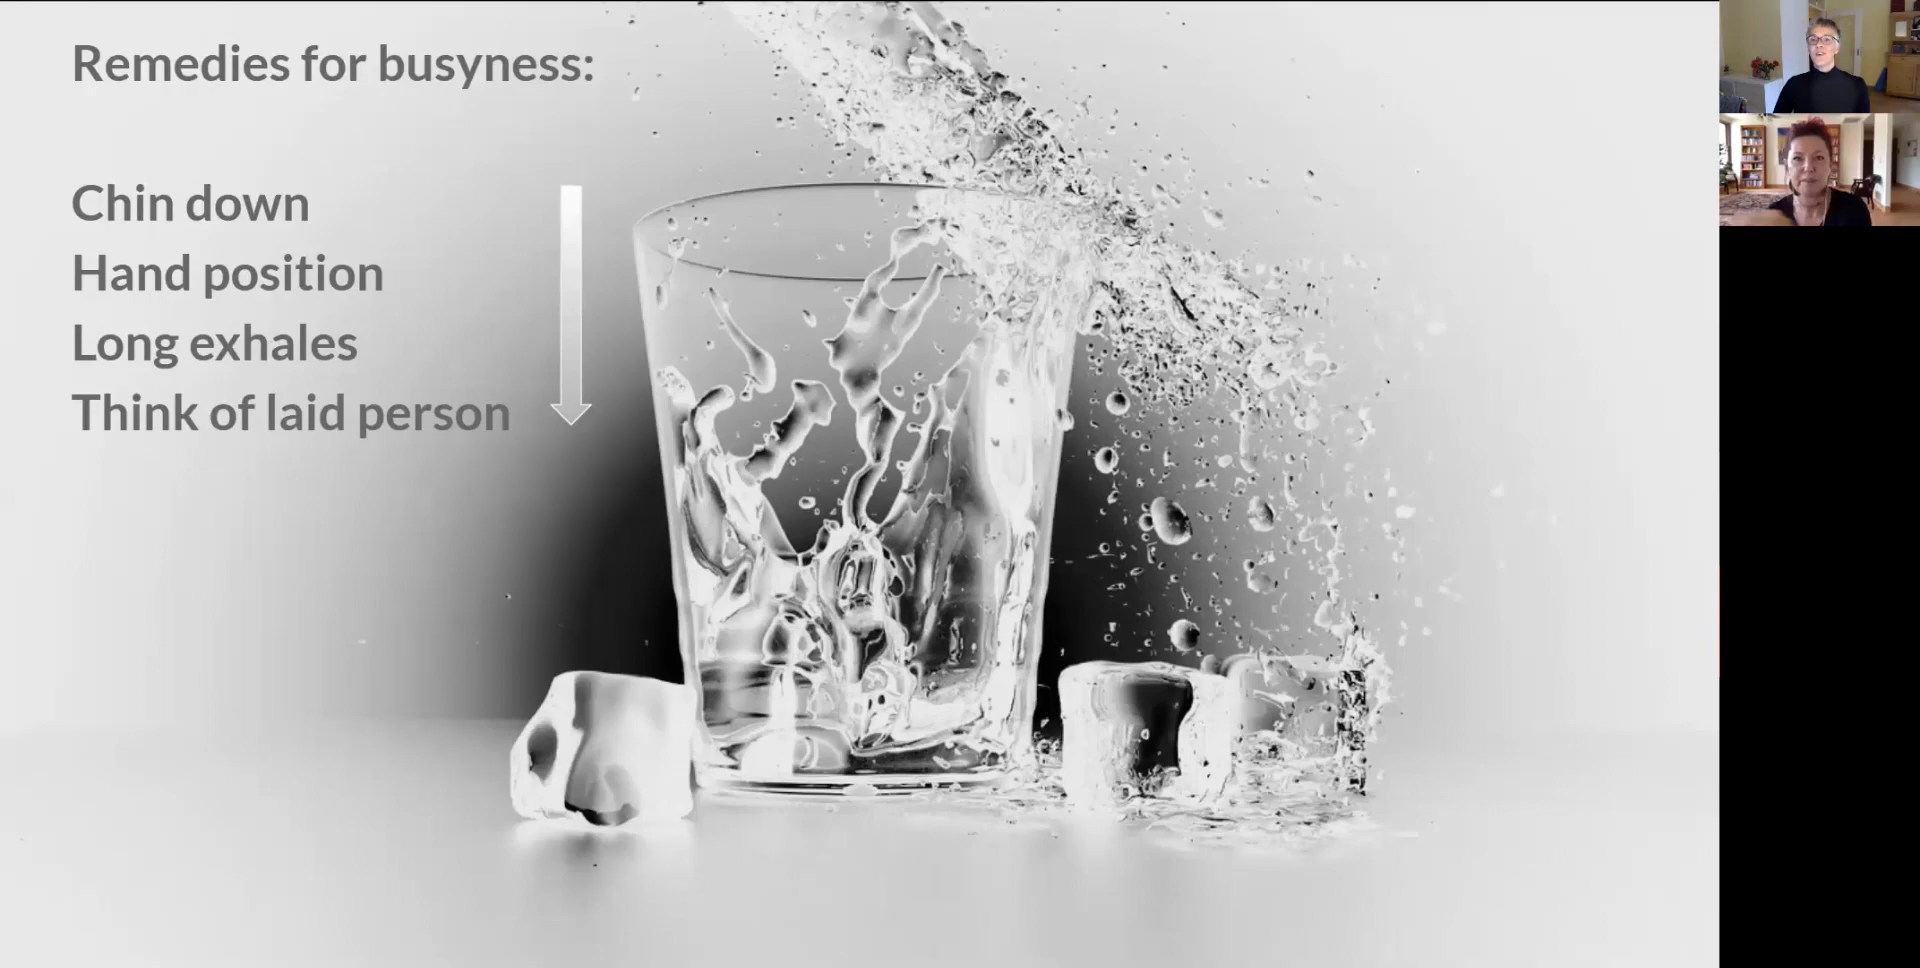 Remedies for busyness:
Chin down
Hand position
Long exhales
Think of laid person